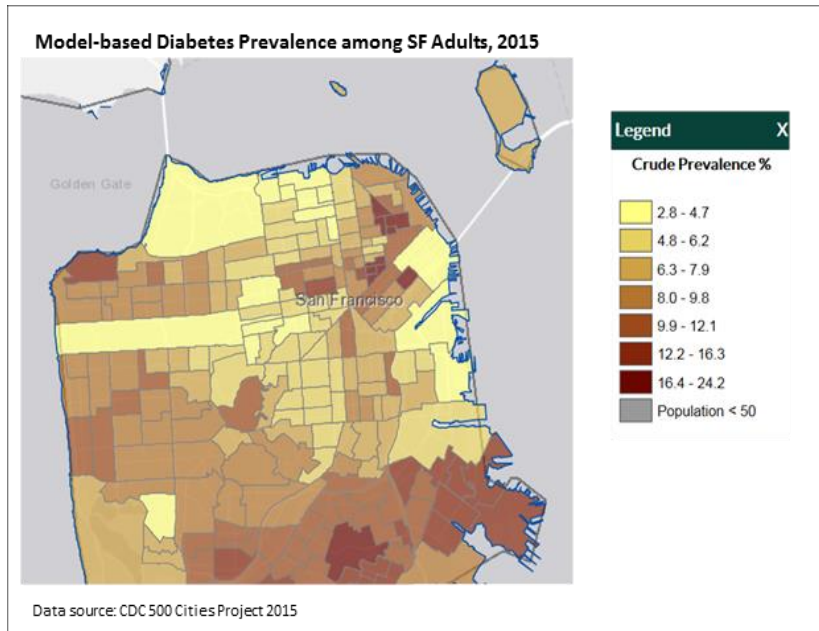 Model-based Diabetes Prevalence among SF Adults, 2015
Golden Gate
San Francisco
Legend X
Crude Prevalence %
2.8 - 4.7
4.8 - 6.2
6.3 - 7.9
8.0 - 9.8
9.9 - 12.1
12.2 - 16.3
16.4 - 24.2
Population < 50
Data source: CDC 500 Cities Project 2015